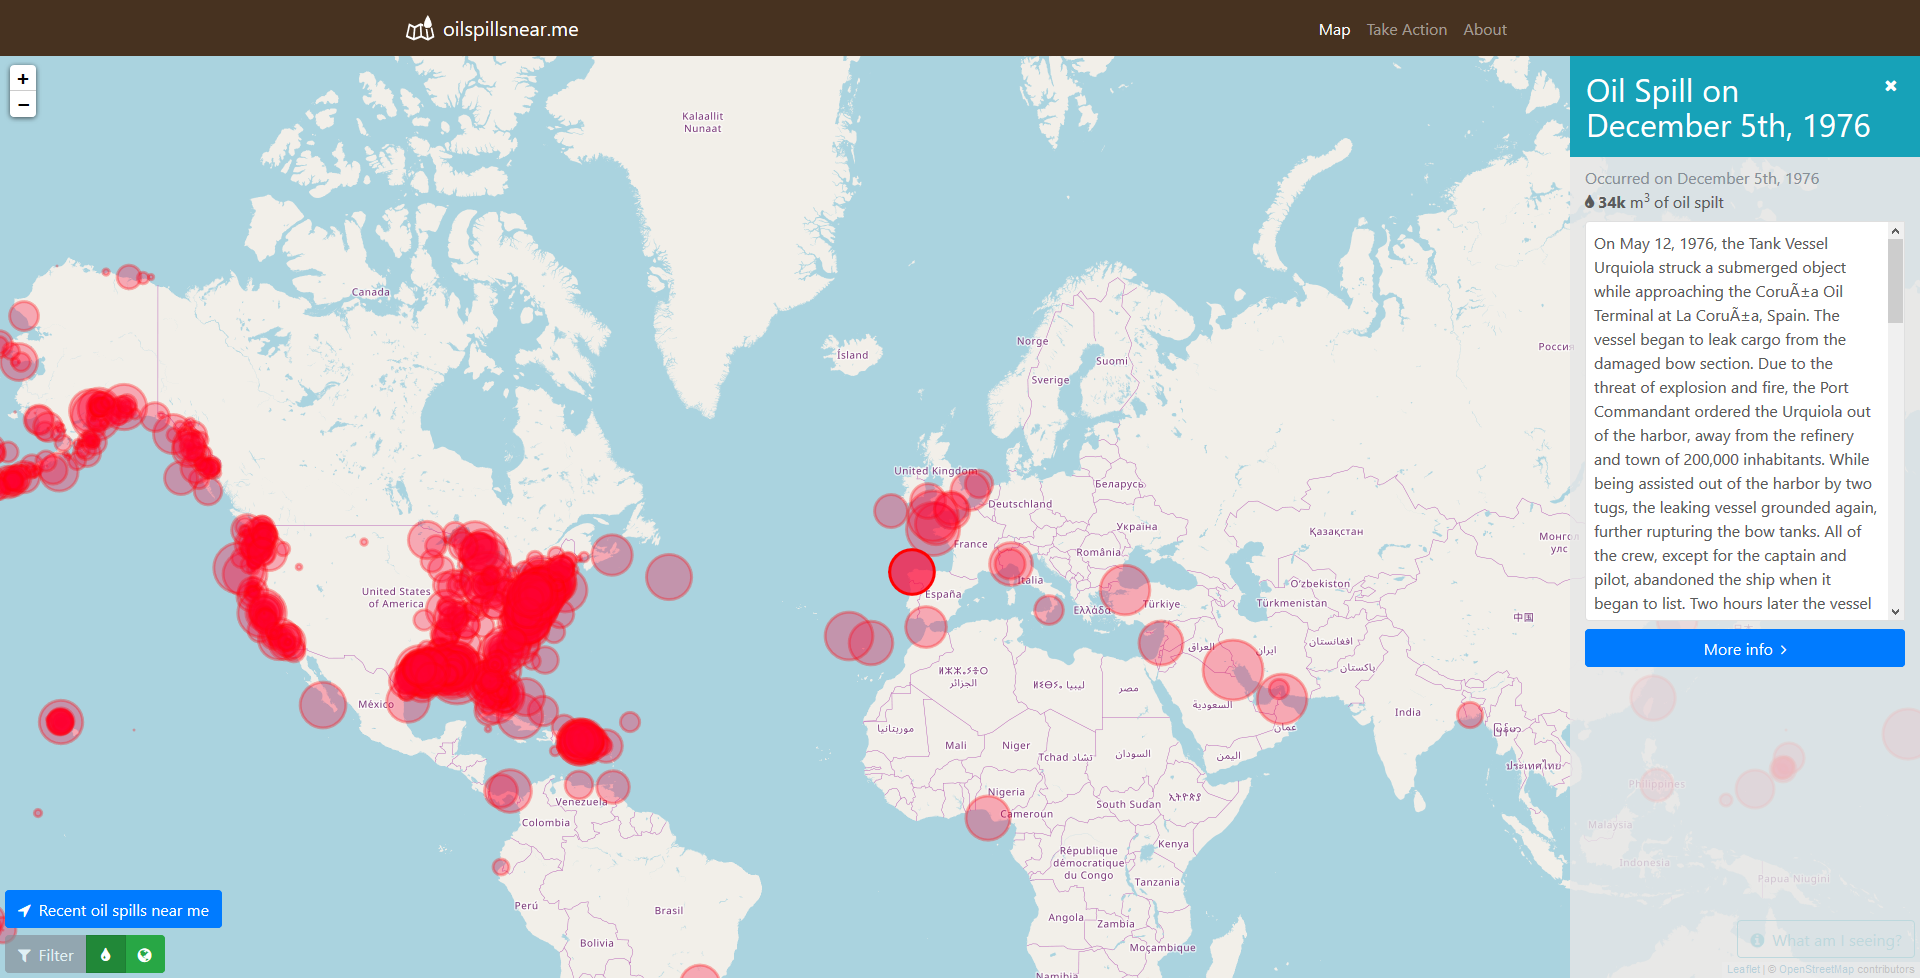 oilspillsnear.me
Map
Take Action
About
+
−
Oil Spill on
December 5th, 1976
Occurred on December 5th, 1976
34k m³ of oil spilt
On May 12, 1976, the Tank Vessel
Urquiola struck a submerged object
while approaching the CoruÃ±a Oil
Terminal at La CoruÃ±a, Spain. The
vessel began to leak cargo from the
damaged bow section. Due to the
threat of explosion and fire, the Port
Commandant ordered the Urquiola out
of the harbor, away from the refinery
and town of 200,000 inhabitants. While
being assisted out of the harbor by two
tugs, the leaking vessel grounded again,
further rupturing the bow tanks. All of
the crew, except for the captain and
pilot, abandoned the ship when it
began to list. Two hours later the vessel
More info
Kalaallit
Nunaat
Canada
Ísland
Norge
Suomi
Sverige
Россия
United Kingdom
Беларусь
Deutschland
Україна
Қазақстан
France
România
Italia
O'zbekiston
Türkmenistan
United States
of America
España
Ελλάδα
Türkiye
中国
العراق
ایران
افغانستان
پاکستان
الجزائر
ليبيا
مصر
México
السعودية
India
موريتانيا
عمان
Mali
Niger
Tchad تشاد
السودان
اليمن
ประเทศไทย
Philippines
Nigeria
South Sudan
ኢትዮጵያ
Venezuela
Cameroun
Colombia
Malaysia
Kenya
République
démocratique
du Congo
Indonesia
Tanzania
Papua Niugini
Perú
Brasil
Angola
Zambia
Bolivia
Moçambique
Namibia
Recent oil spills near me
Filter
What am I seeing?
Leaflet | © OpenStreetMap contributors